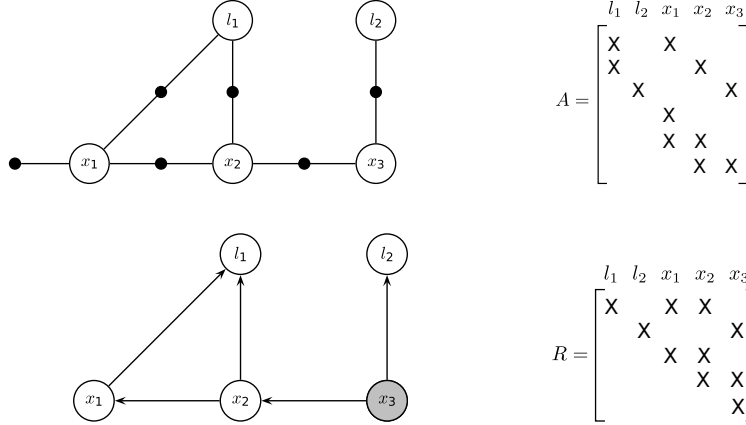 l₁ l₂
x₁ x₂ x₃
l₁ l₂ x₁ x₂ x₃
A =
X X
X X
X X
X
X X
X X
l₁ l₂
x₁ x₂ x₃
l₁ l₂ x₁ x₂ x₃
R =
X X X
X X
X X
X X
X